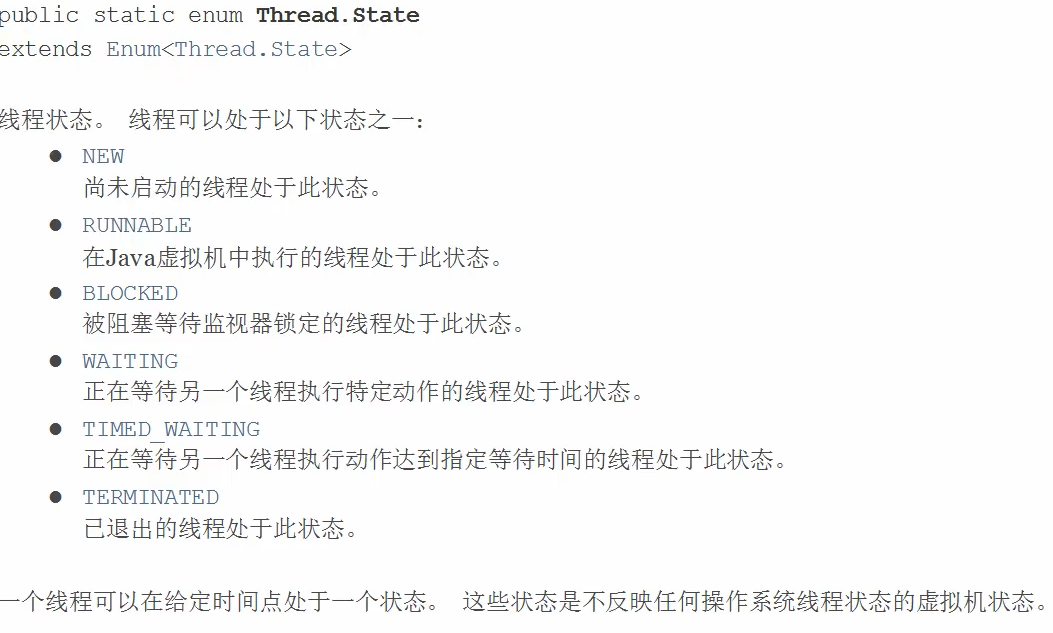 public static enum Thread.State
extends Enum<Thread.State>
线程状态。 线程可以处于以下状态之一:
● NEW
尚未启动的线程处于此状态。
● RUNNABLE
在Java虚拟机中执行的线程处于此状态。
● BLOCKED
被阻塞等待监视器锁定的线程处于此状态。
● WAITING
正在等待另一个线程执行特定动作的线程处于此状态。
● TIMED_WAITING
正在等待另一个线程执行动作达到指定等待时间的线程处于此状态。
● TERMINATED
已退出的线程处于此状态。
一个线程可以在给定时间点处于一个状态。 这些状态是不反映任何操作系统线程状态的虚拟机状态。